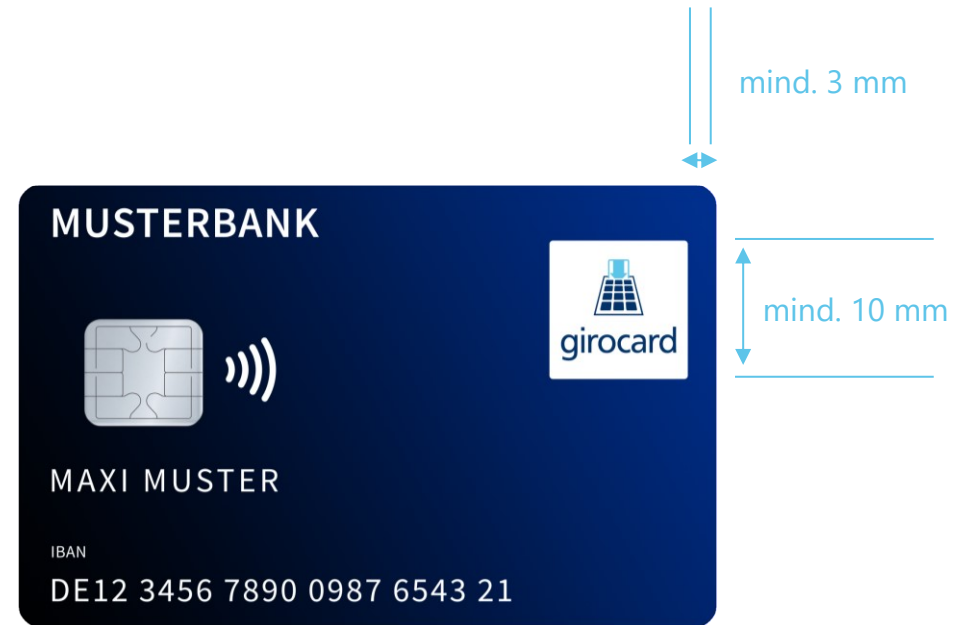 mind. 3 mm
MUSTERBANK
girocard
mind. 10 mm
MAXI MUSTER
IBAN
DE12 3456 7890 0987 6543 21